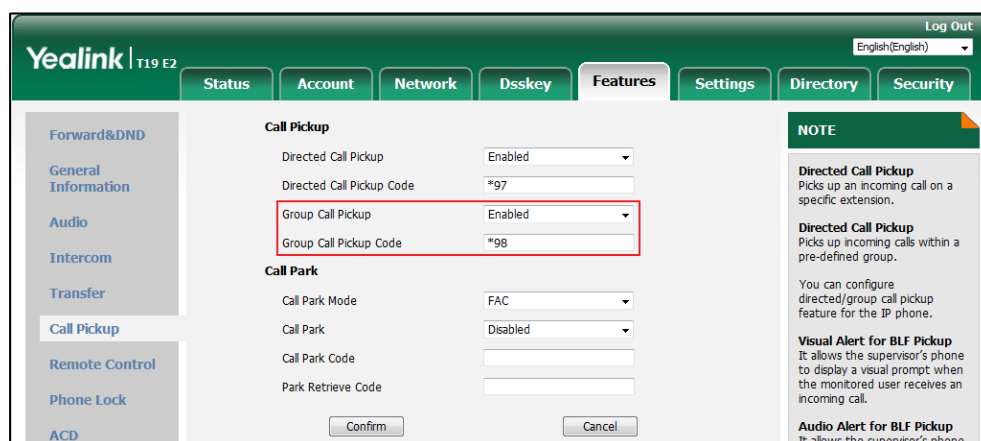 Log Out
English(English)
Yealink T19 E2
Status Account Network Dsskey Features Settings Directory Security
Forward&DND
General
Information
Audio
Intercom
Transfer
Call Pickup
Remote Control
Phone Lock
ACD
Call Pickup
Directed Call Pickup Enabled
Directed Call Pickup Code *97
Group Call Pickup Enabled
Group Call Pickup Code *98
Call Park
Call Park Mode FAC
Call Park Disabled
Call Park Code
Park Retrieve Code
Confirm Cancel
NOTE
Directed Call Pickup
Picks up an incoming call on a
specific extension.
Directed Call Pickup
Picks up incoming calls within a
pre-defined group.
You can configure
directed/group call pickup
feature for the IP phone.
Visual Alert for BLF Pickup
It allows the supervisor's phone
to display a visual prompt when
the monitored user receives an
incoming call.
Audio Alert for BLF Pickup
It allows the supervisor's phone